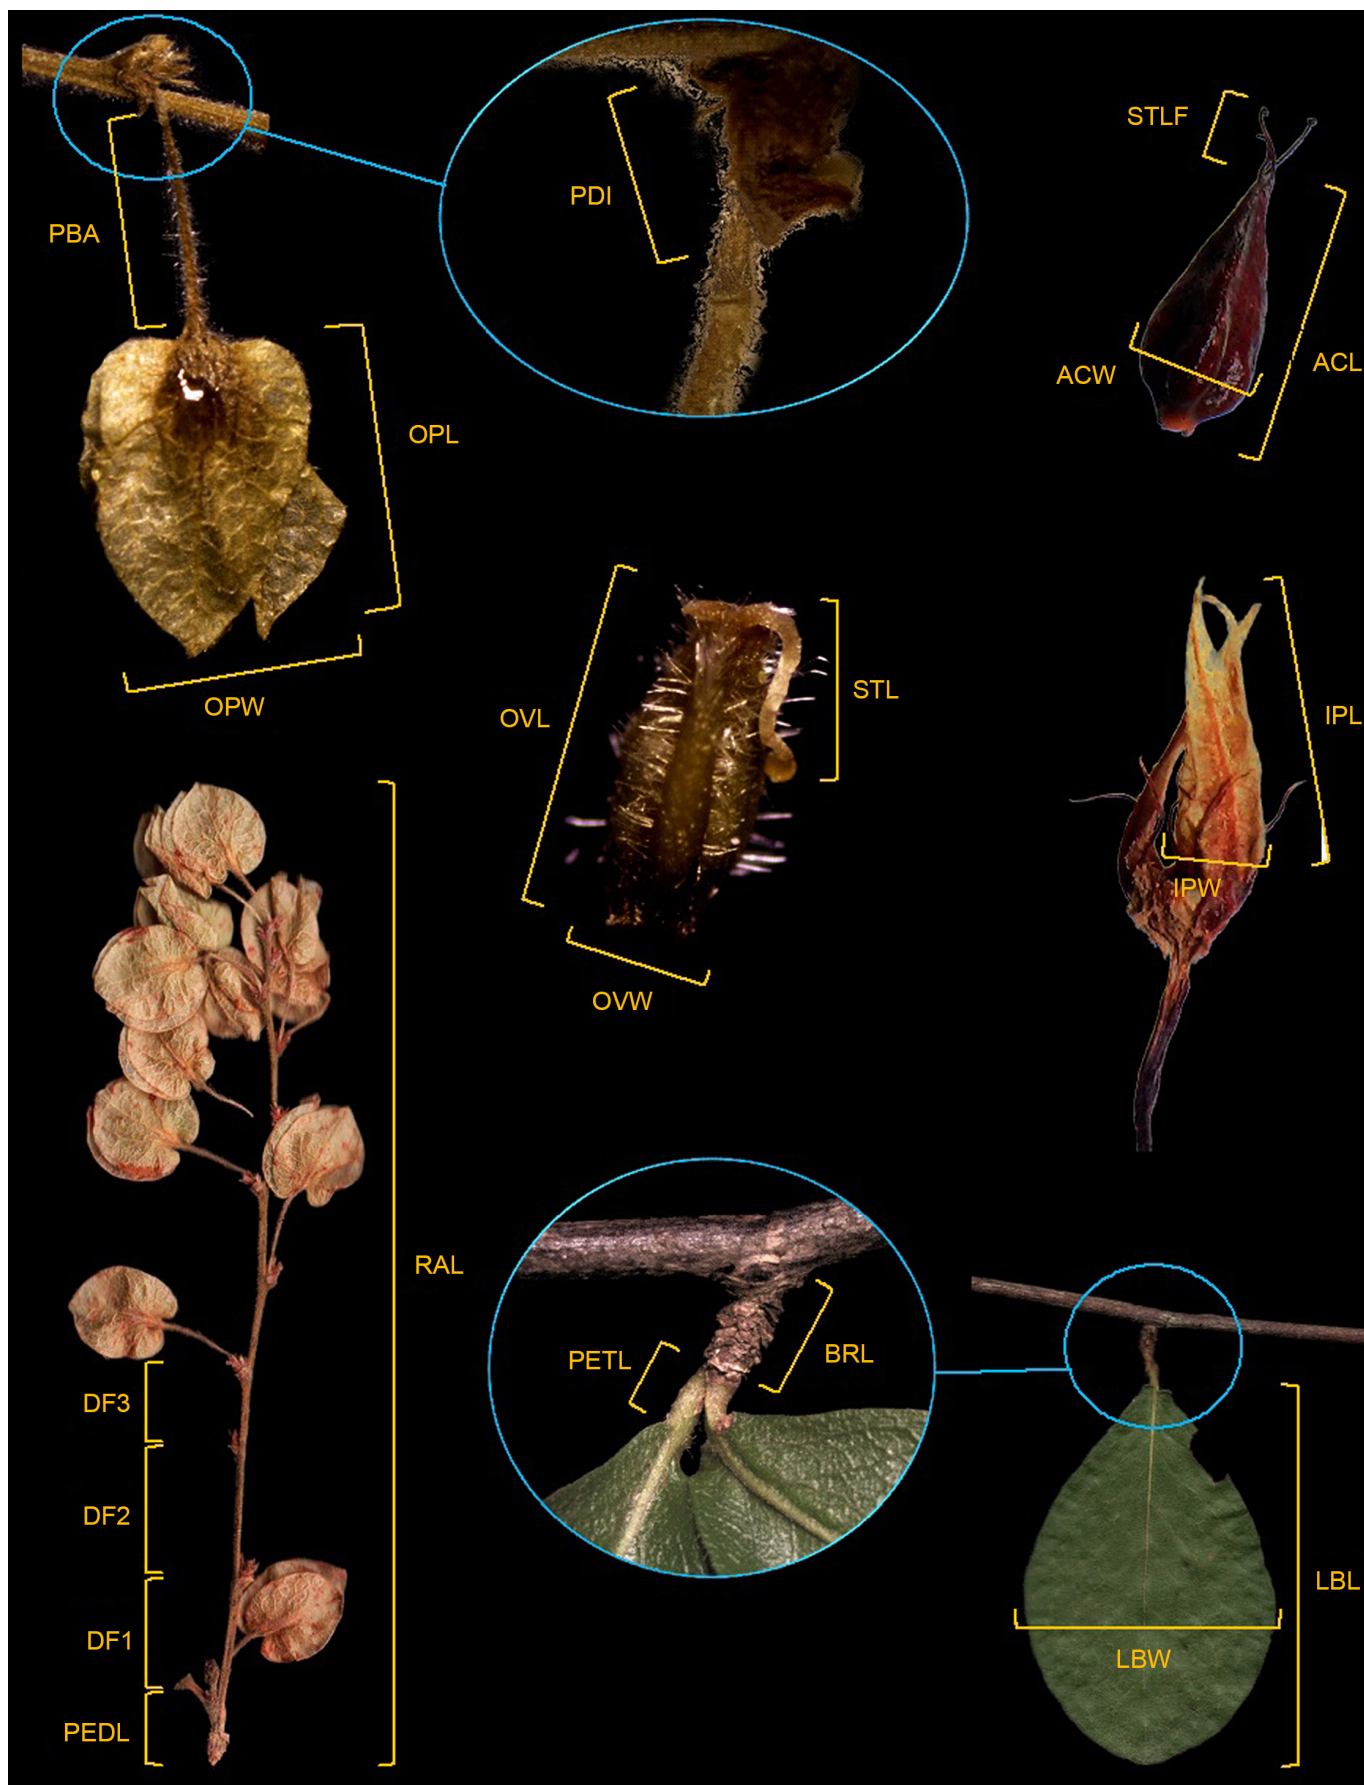 STLF
PDI
PBA
ACL
ACW
OPL
STL
OPW
OVL
IPL
IPW
OVW
RAL
PETL
BRL
DF3
DF2
LBL
DF1
LBW
PEDL